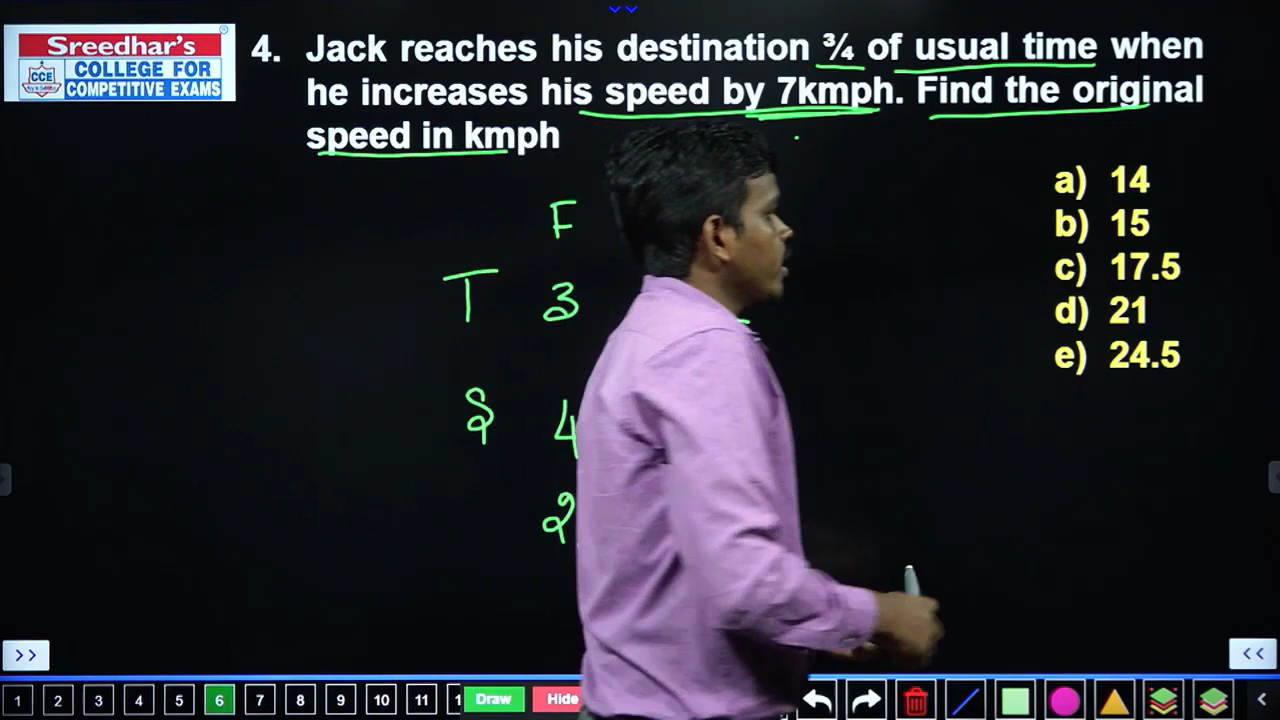 Sreedhar's
CCE
COLLEGE FOR
COMPETITIVE EXAMS
4. Jack reaches his destination ¾ of usual time when
he increases his speed by 7kmph. Find the original
speed in kmph
a) 14
b) 15
c) 17.5
d) 21
e) 24.5
F
T 3
S 4
2
>>
<<
1 2 3 4 5 6 7 8 9 10 11 1 Draw Hide